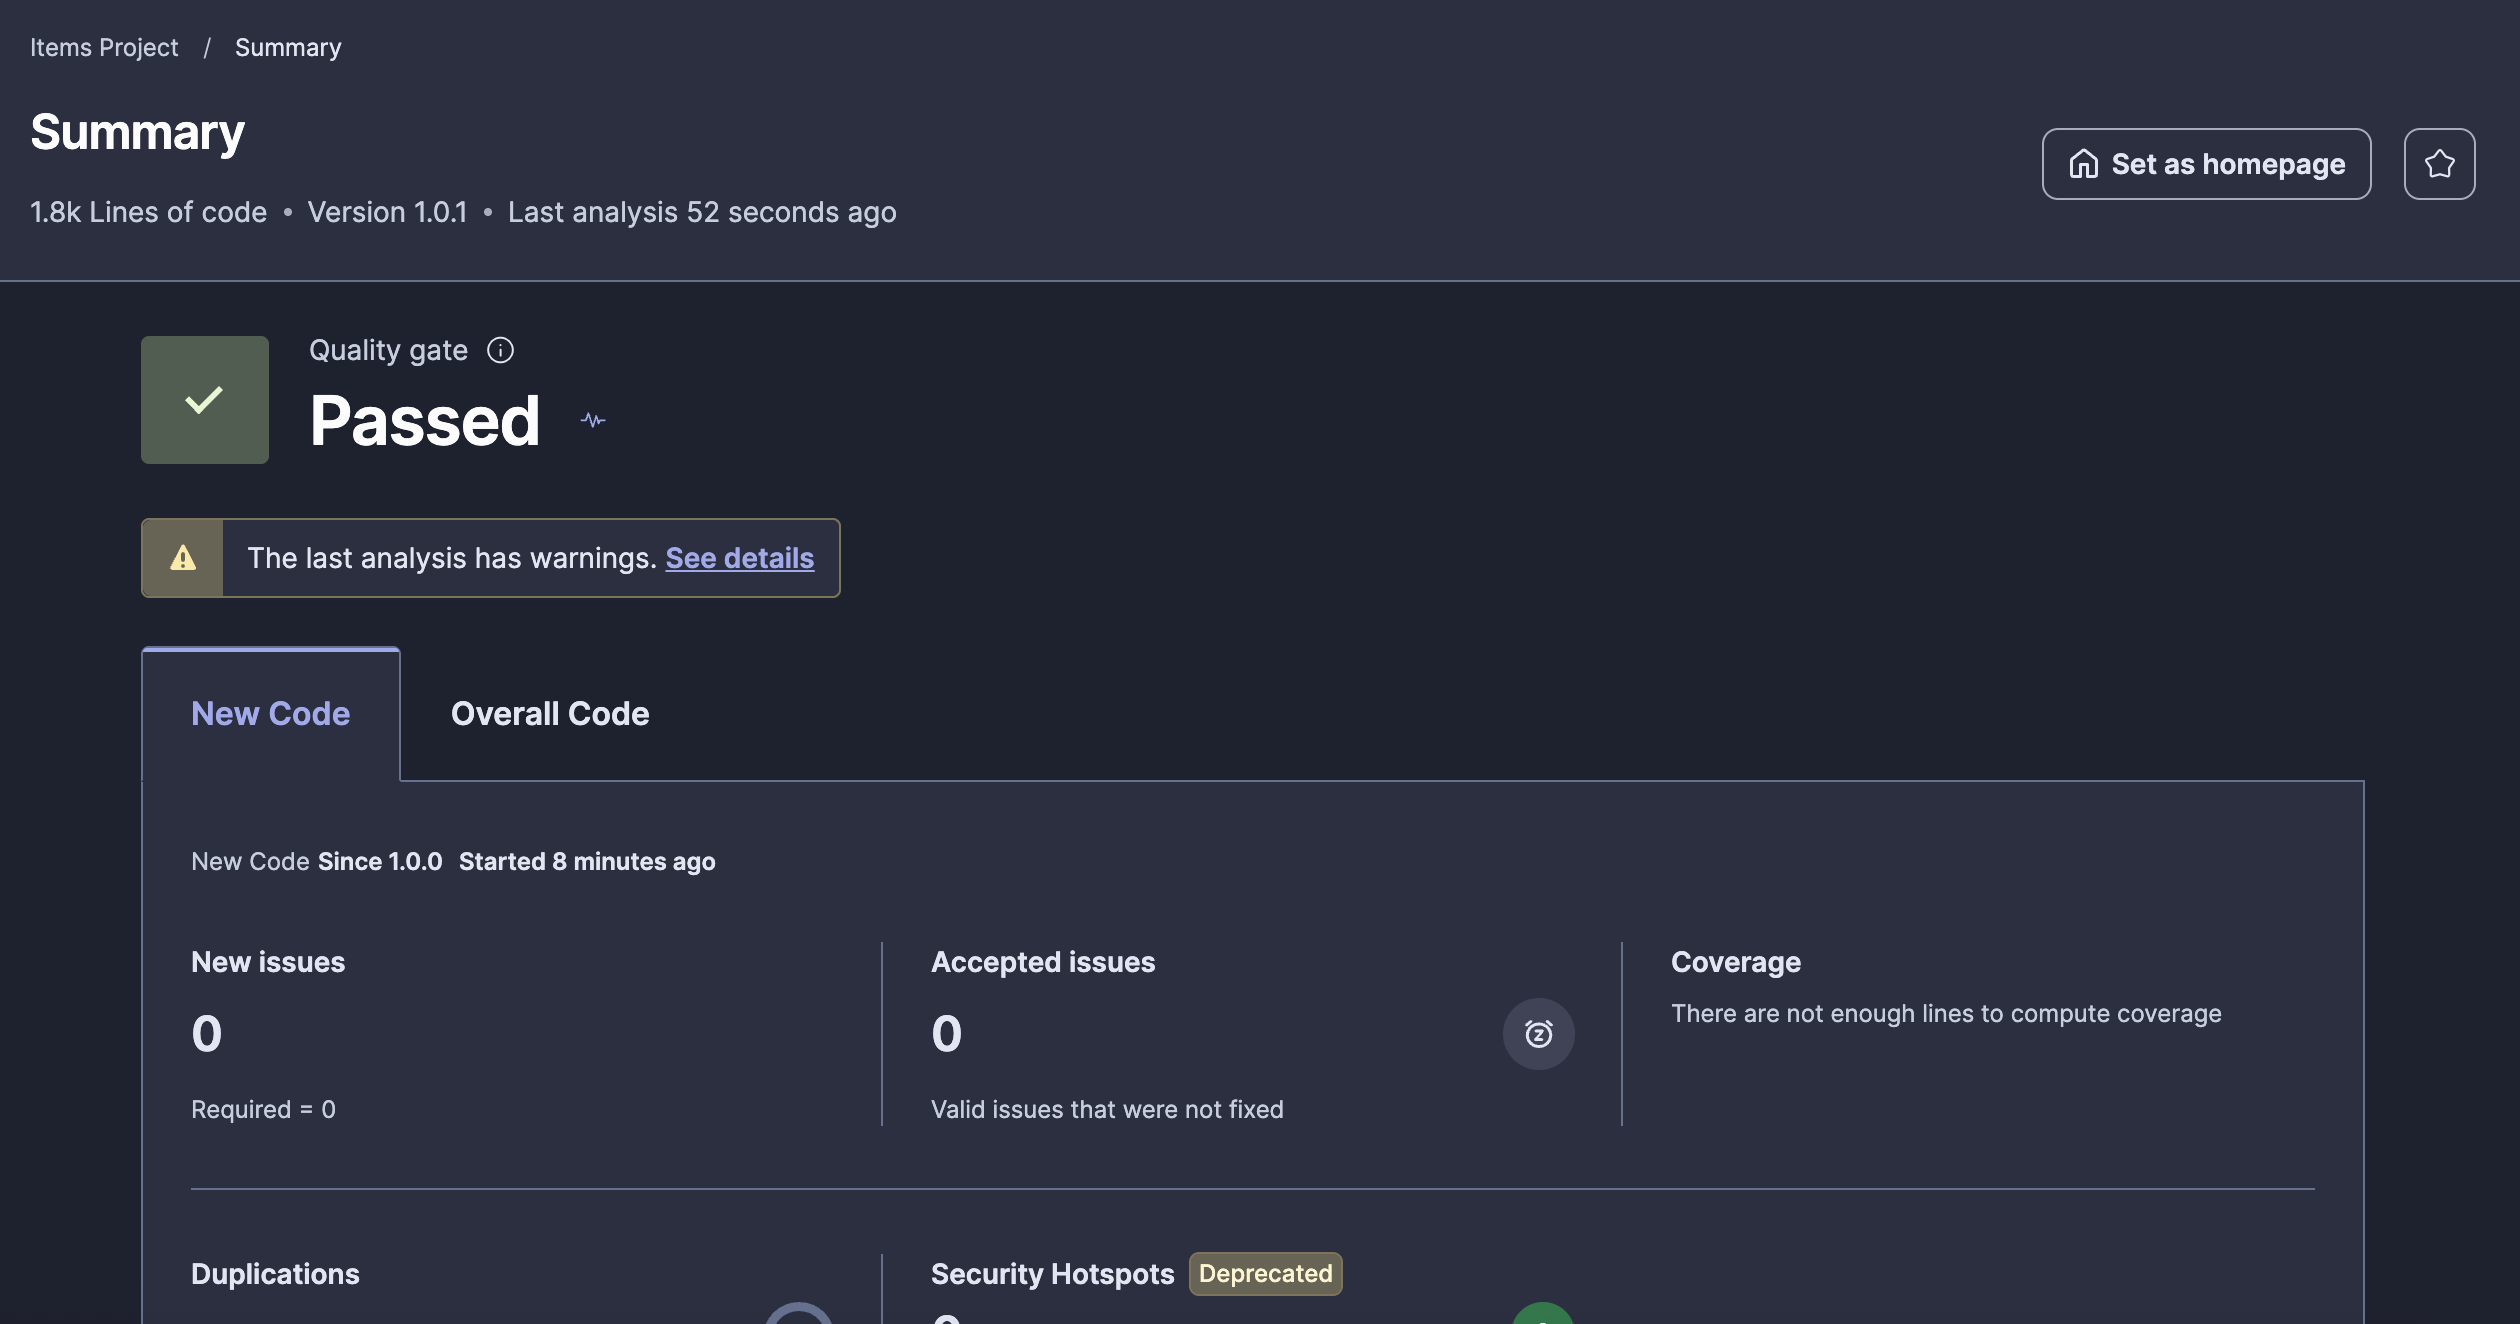 Items Project / Summary
Summary
Set as homepage
1.8k Lines of code • Version 1.0.1 • Last analysis 52 seconds ago
Quality gate
Passed
The last analysis has warnings. See details
New Code Overall Code
New Code Since 1.0.0 Started 8 minutes ago
New issues
0
Required = 0
Accepted issues
0
Valid issues that were not fixed
Coverage
There are not enough lines to compute coverage
Duplications
Security Hotspots Deprecated